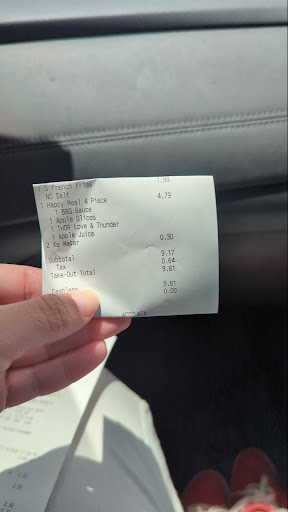 1 S French Fries 1.99
NO Salt
1 Happy Meal 4 Piece 4.79
1 BBQ Sauce
1 Apple Slices
1 THOR Love & Thunder
1 Apple Juice
2 Xs Water 0.30
Subtotal 9.17
Tax 0.64
Take-Out Total 9.81
Cashless 9.81
0.00